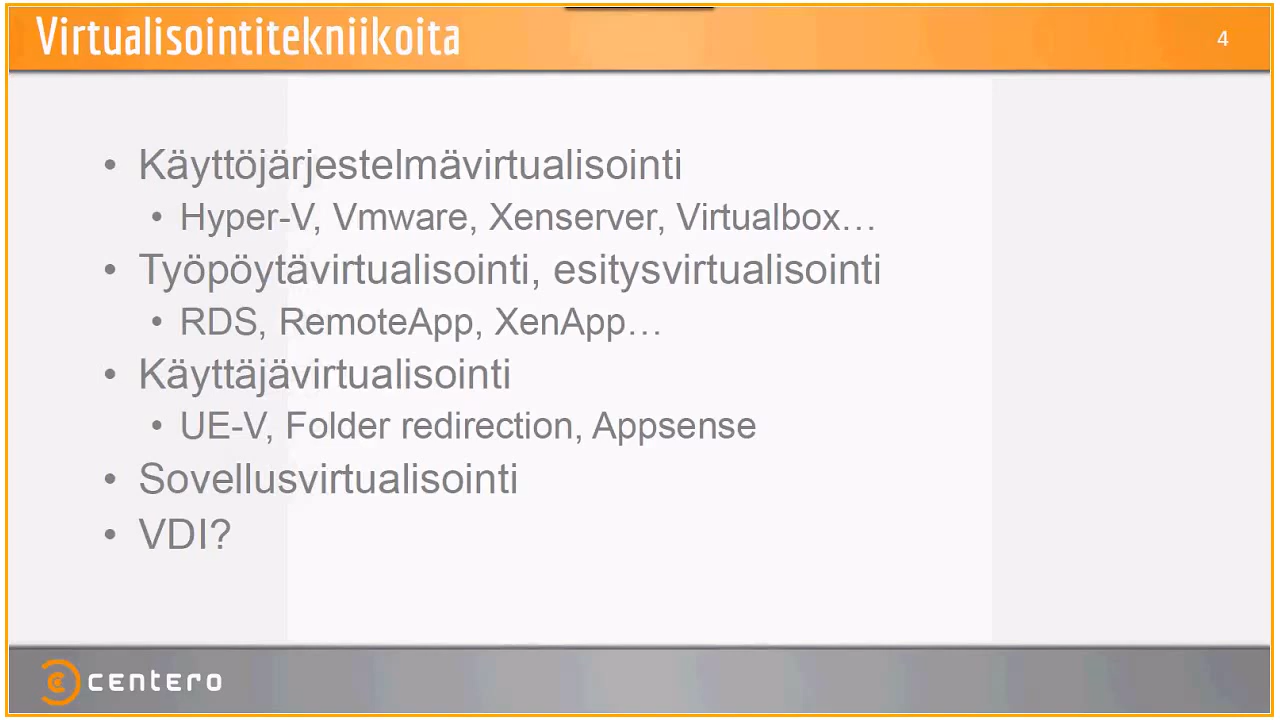 Virtualisointitekniikoita
4
• Käyttöjärjestelmävirtualisointi
• Hyper-V, Vmware, Xenserver, Virtualbox…
• Työpöytävirtualisointi, esitysvirtualisointi
• RDS, RemoteApp, XenApp…
• Käyttäjävirtualisointi
• UE-V, Folder redirection, Appsense
• Sovellusvirtualisointi
• VDI?
centero